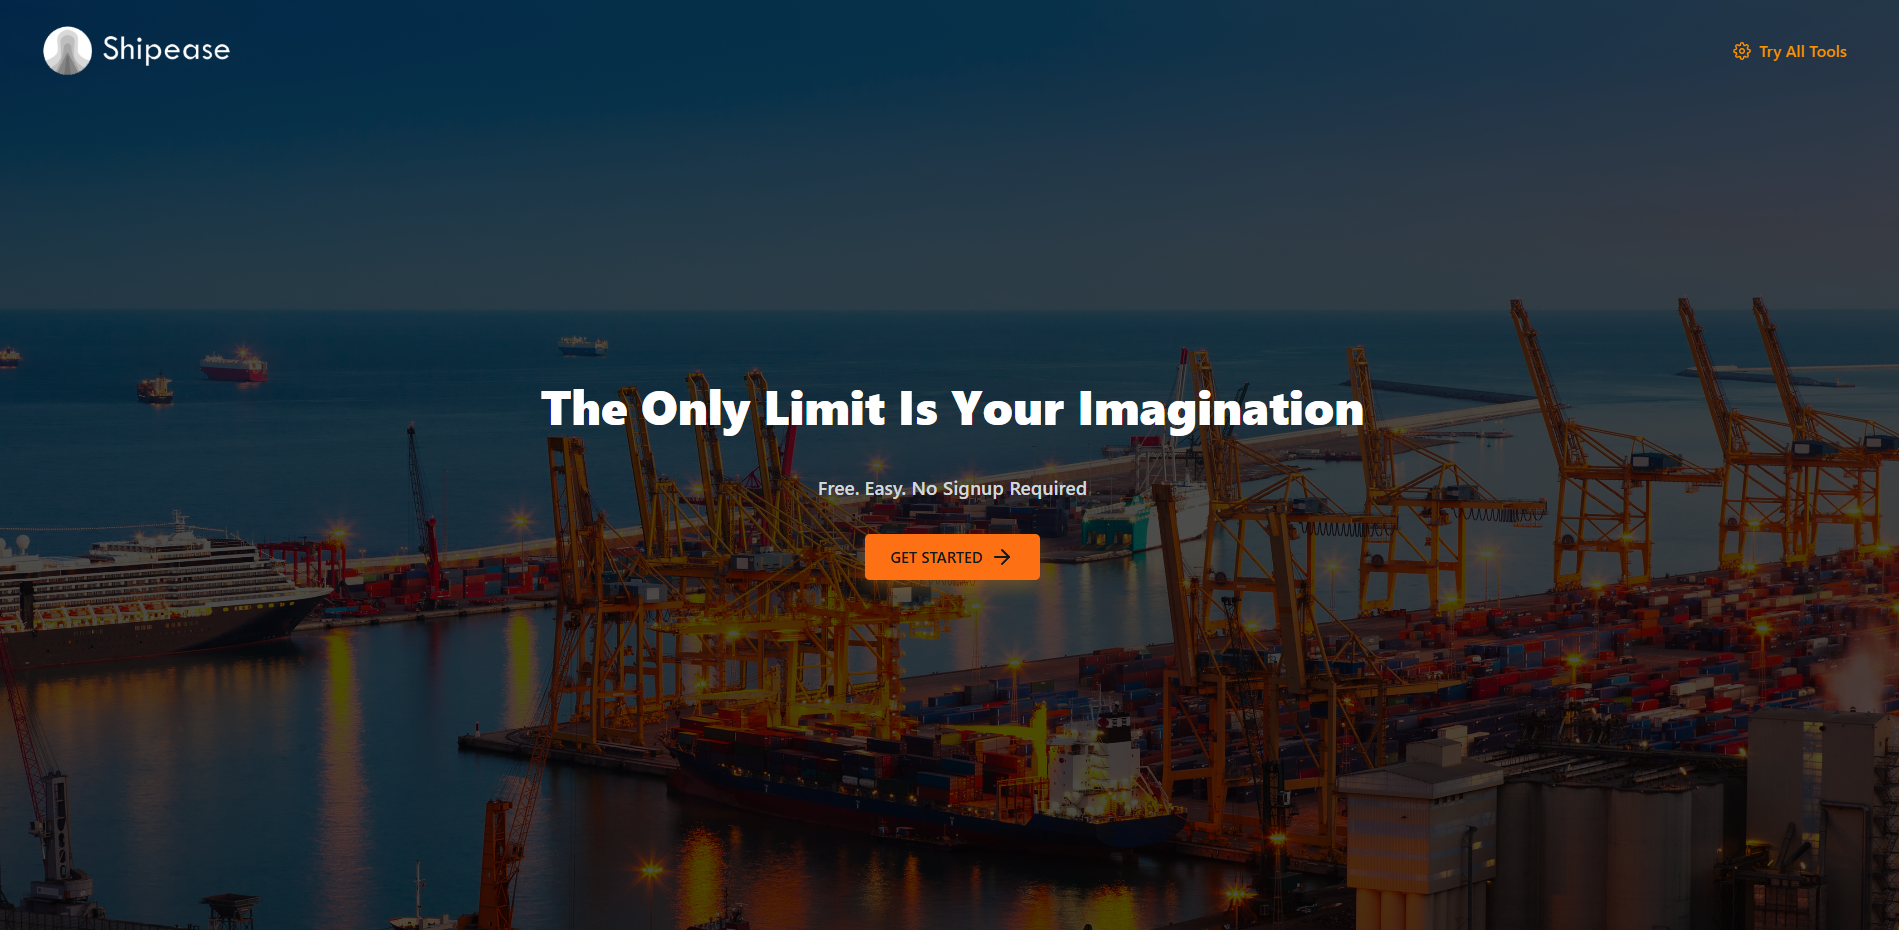 Shipease
Try All Tools
The Only Limit Is Your Imagination
Free. Easy. No Signup Required
GET STARTED